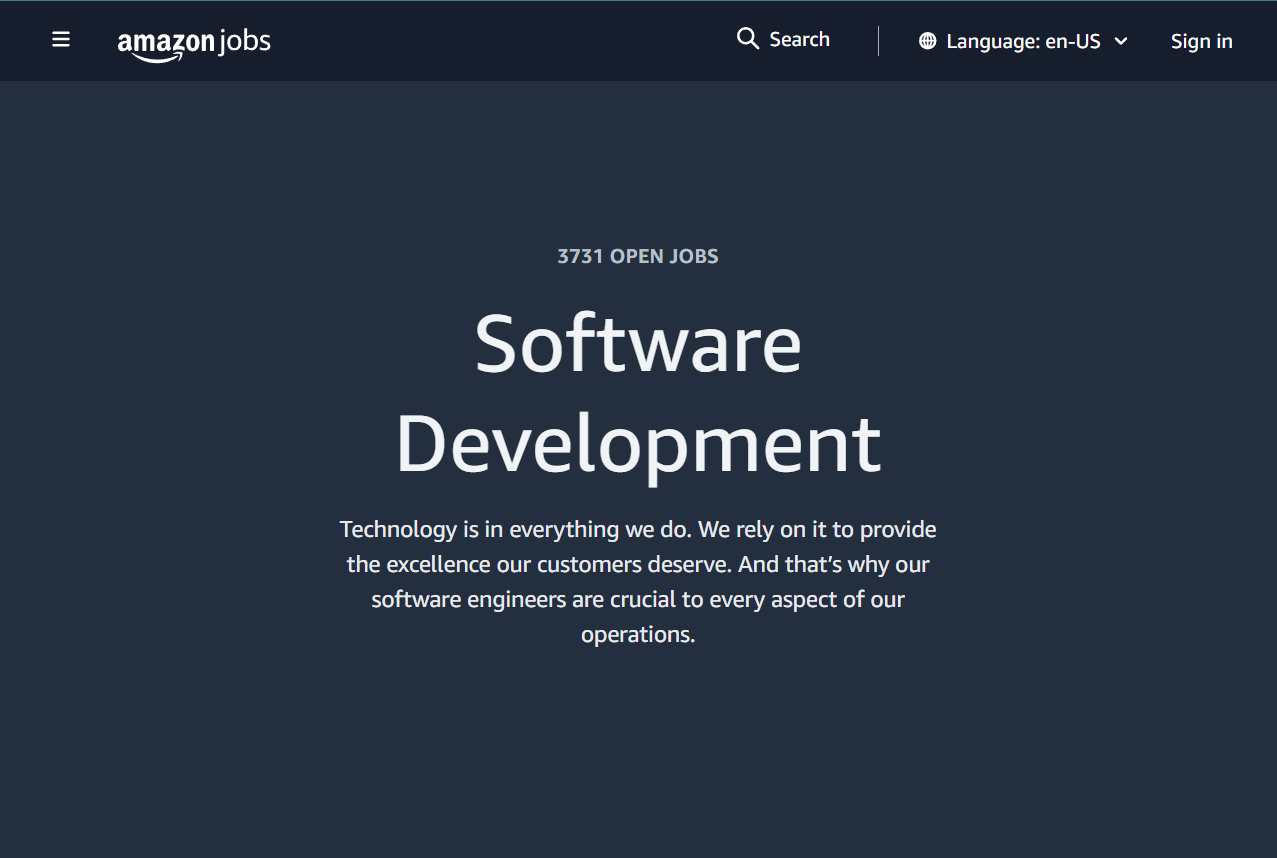 amazon jobs
Search
Language: en-US
Sign in
3731 OPEN JOBS
Software
Development
Technology is in everything we do. We rely on it to provide
the excellence our customers deserve. And that’s why our
software engineers are crucial to every aspect of our
operations.